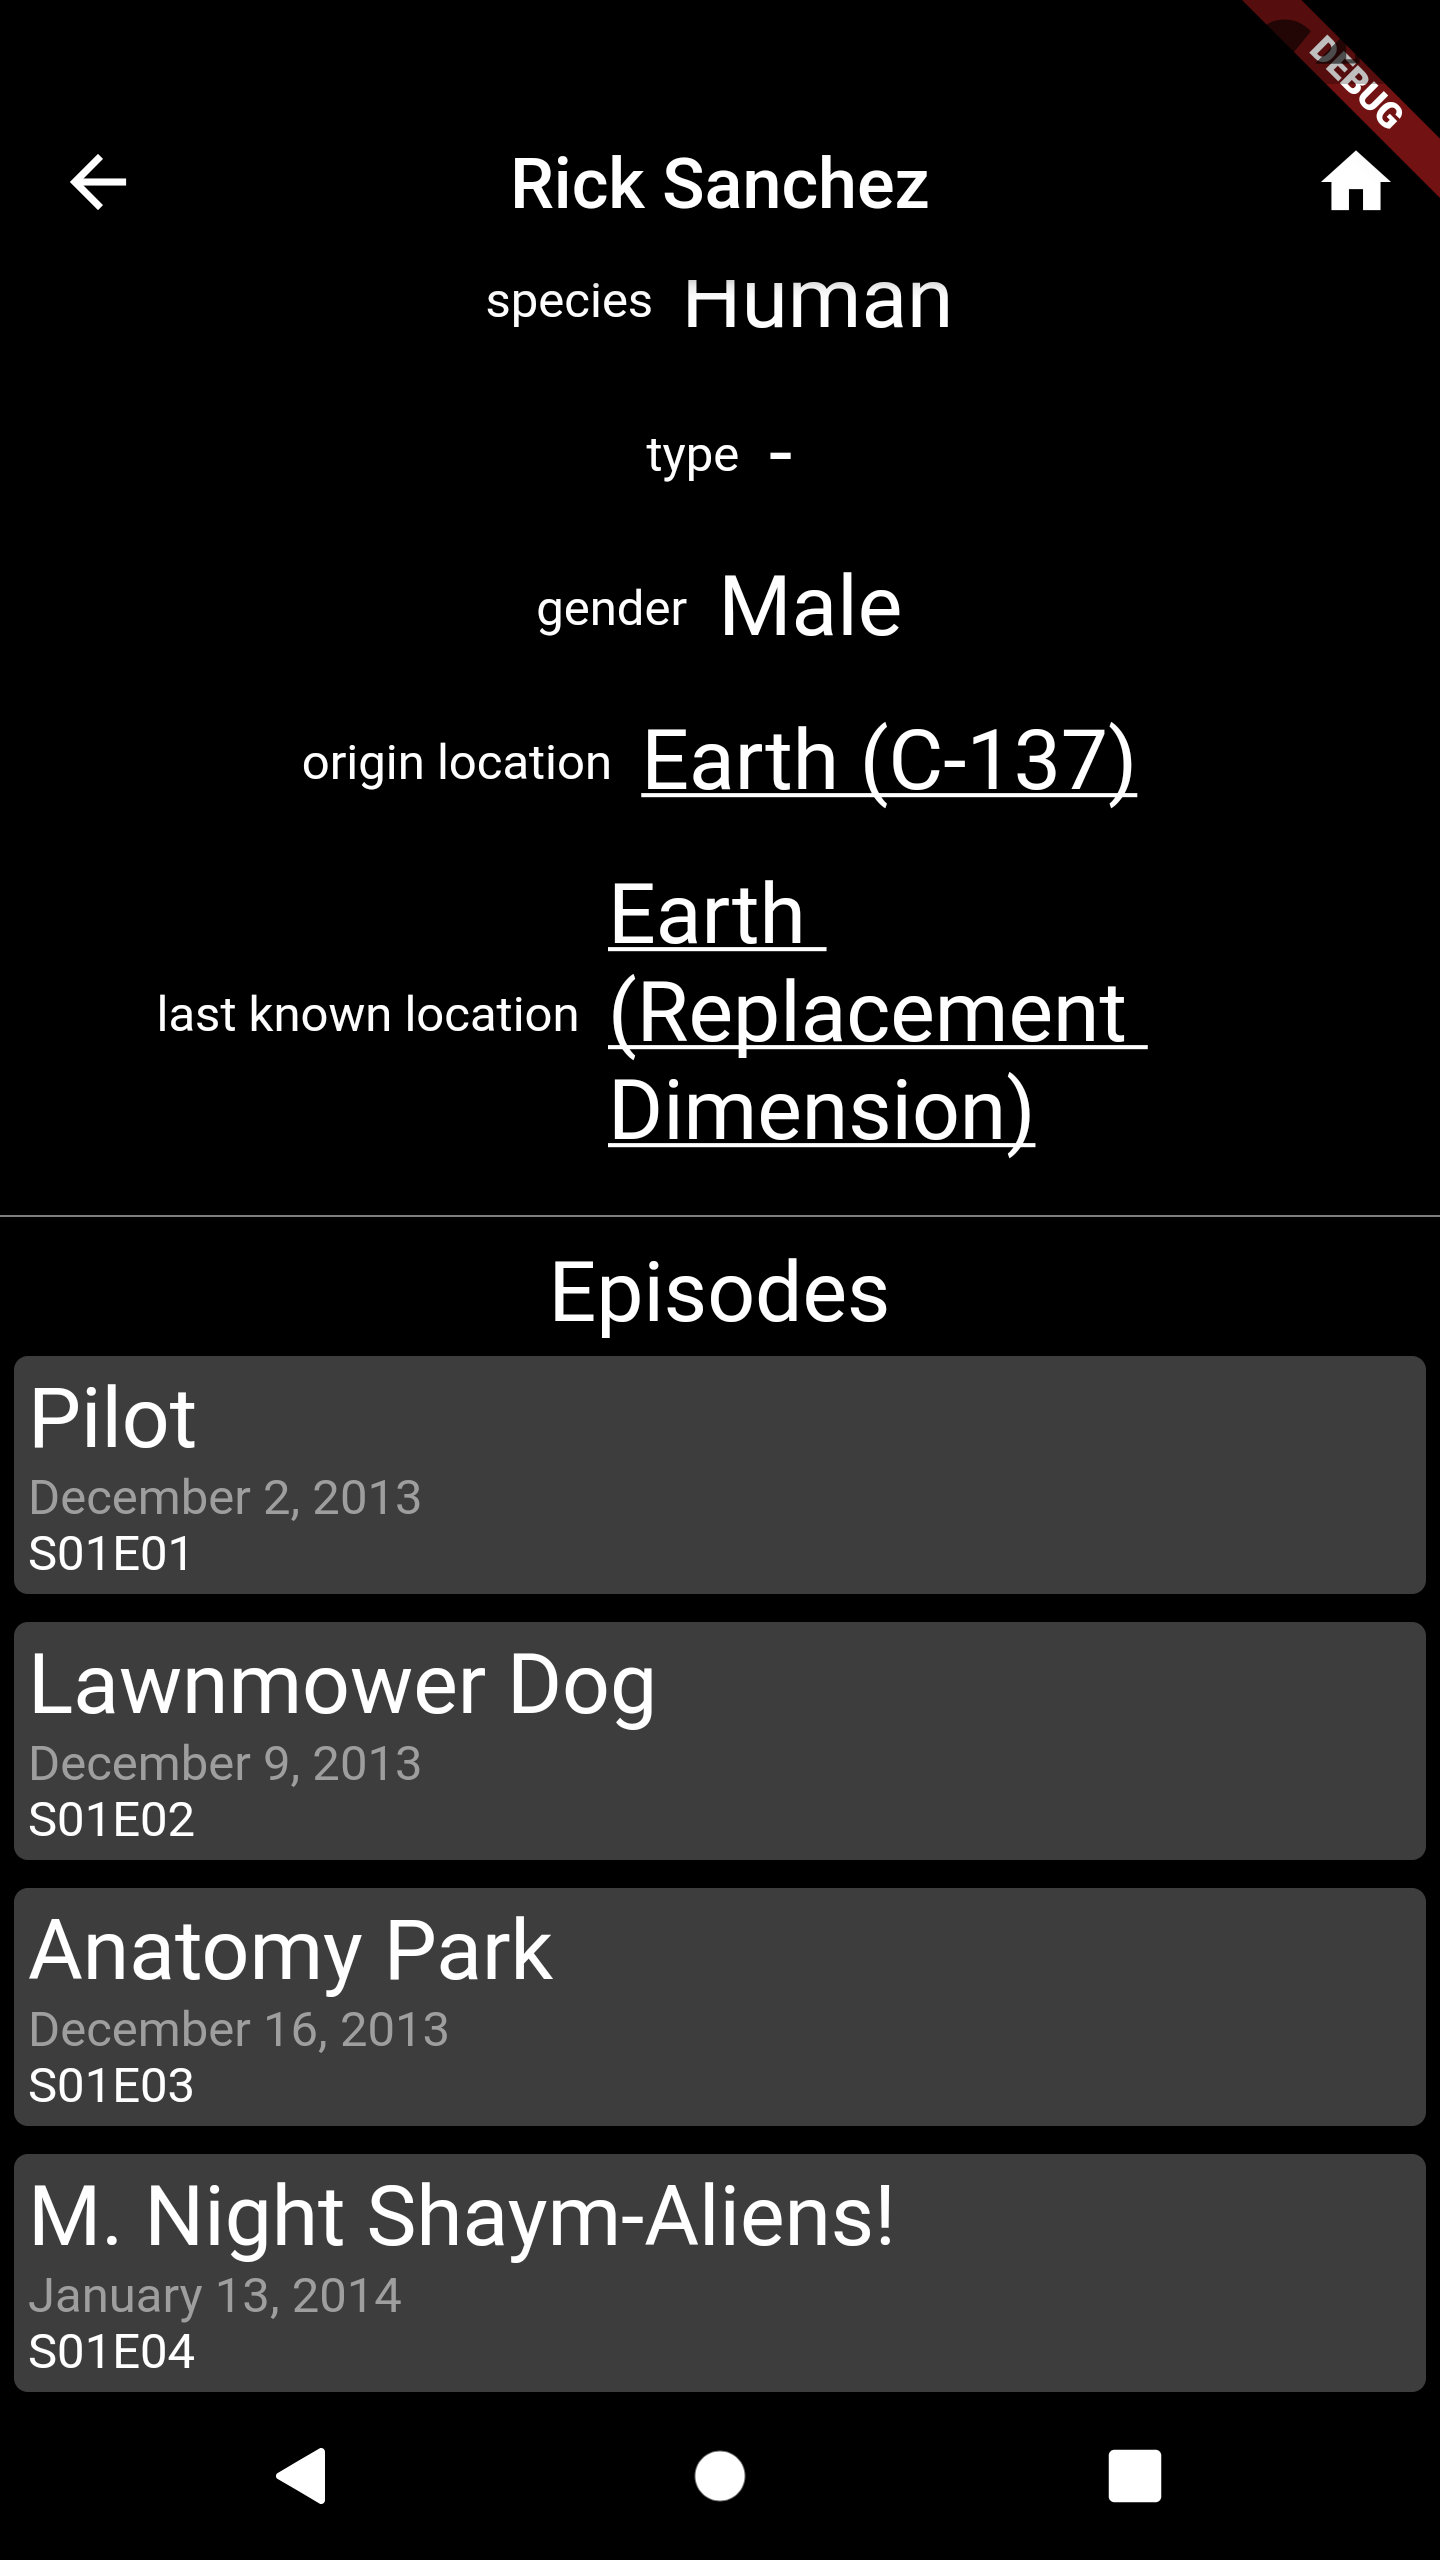 DEBUG
Rick Sanchez
species Human
type -
gender Male
origin location Earth (C-137)
last known location Earth
(Replacement
Dimension)
Episodes
Pilot
December 2, 2013
S01E01
Lawnmower Dog
December 9, 2013
S01E02
Anatomy Park
December 16, 2013
S01E03
M. Night Shaym-Aliens!
January 13, 2014
S01E04